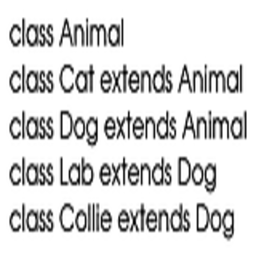 class Animal
class Cat extends Animal
class Dog extends Animal
class Lab extends Dog
class Collie extends Dog